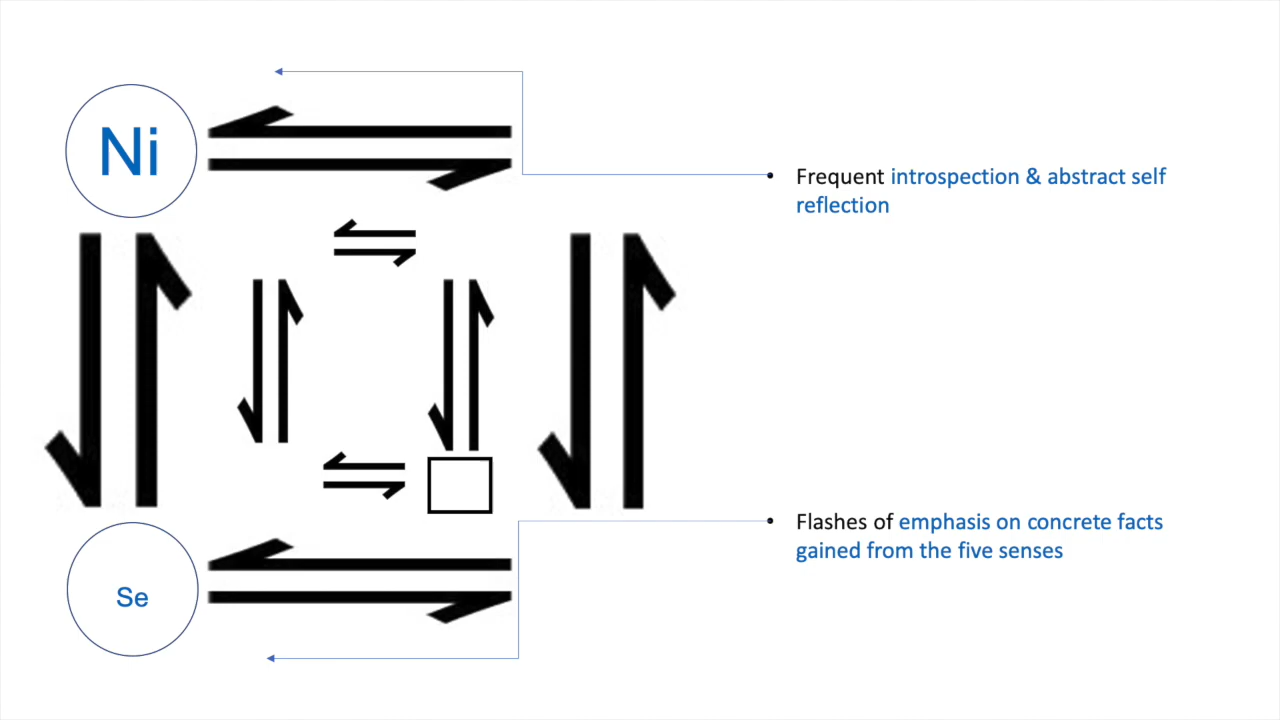 Ni
Frequent introspection & abstract self
reflection
Flashes of emphasis on concrete facts
gained from the five senses
Se